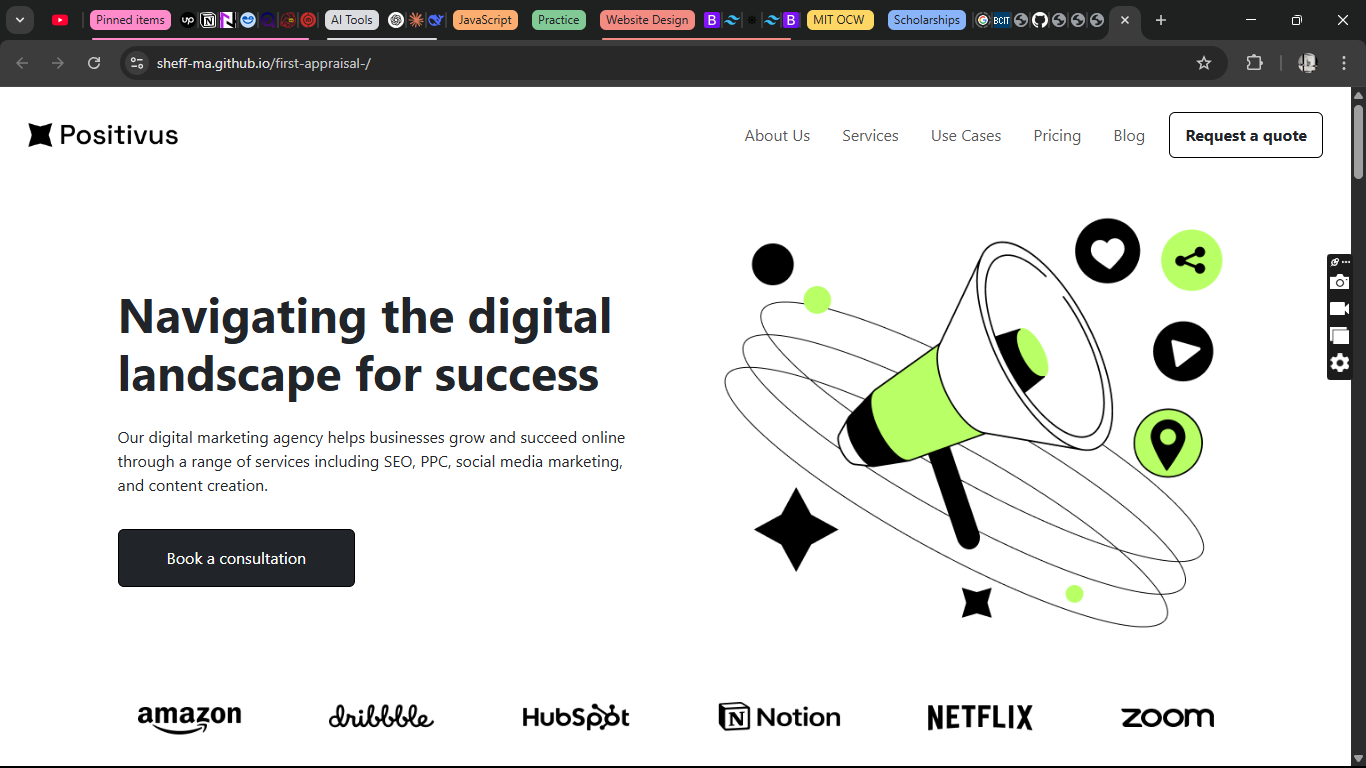 Pinned items
up
AI Tools
JavaScript
Practice
Website Design
B
B
MIT OCW
Scholarships
G
BCIT
sheff-ma.github.io/first-appraisal-/
Positivus
About Us
Services
Use Cases
Pricing
Blog
Request a quote
Navigating the digital
landscape for success
Our digital marketing agency helps businesses grow and succeed online
through a range of services including SEO, PPC, social media marketing,
and content creation.
Book a consultation
amazon
dribbble
HubSpot
Notion
NETFLIX
zoom